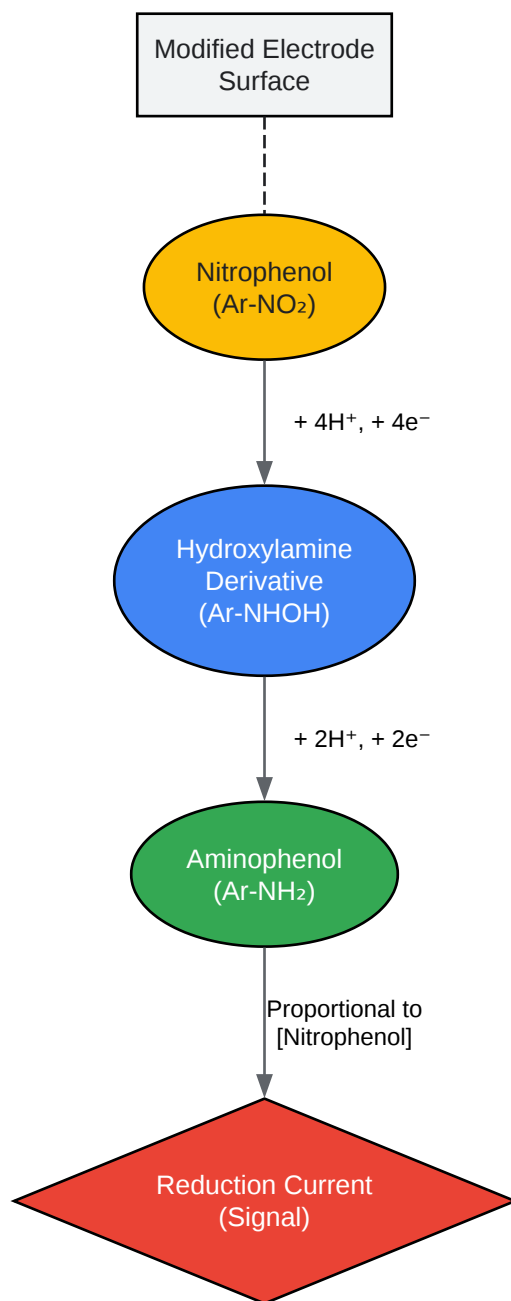 Modified Electrode
Surface
Nitrophenol
(Ar-NO₂)
+ 4H⁺, + 4e⁻
Hydroxylamine
Derivative
(Ar-NHOH)
+ 2H⁺, + 2e⁻
Aminophenol
(Ar-NH₂)
Proportional to
[Nitrophenol]
Reduction Current
(Signal)